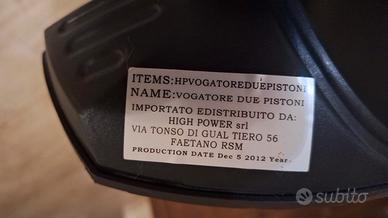 ITEMS:HPVOGATOREDUEPISTONI
NAME:VOGATORE DUE PISTONI
IMPORTATO EDISTRIBUITO DA:
HIGH POWER srl
VIA TONSO DI GUAL TIERO 56
FAETANO RSM
PRODUCTION DATE Dec 5 2012 Year
subito